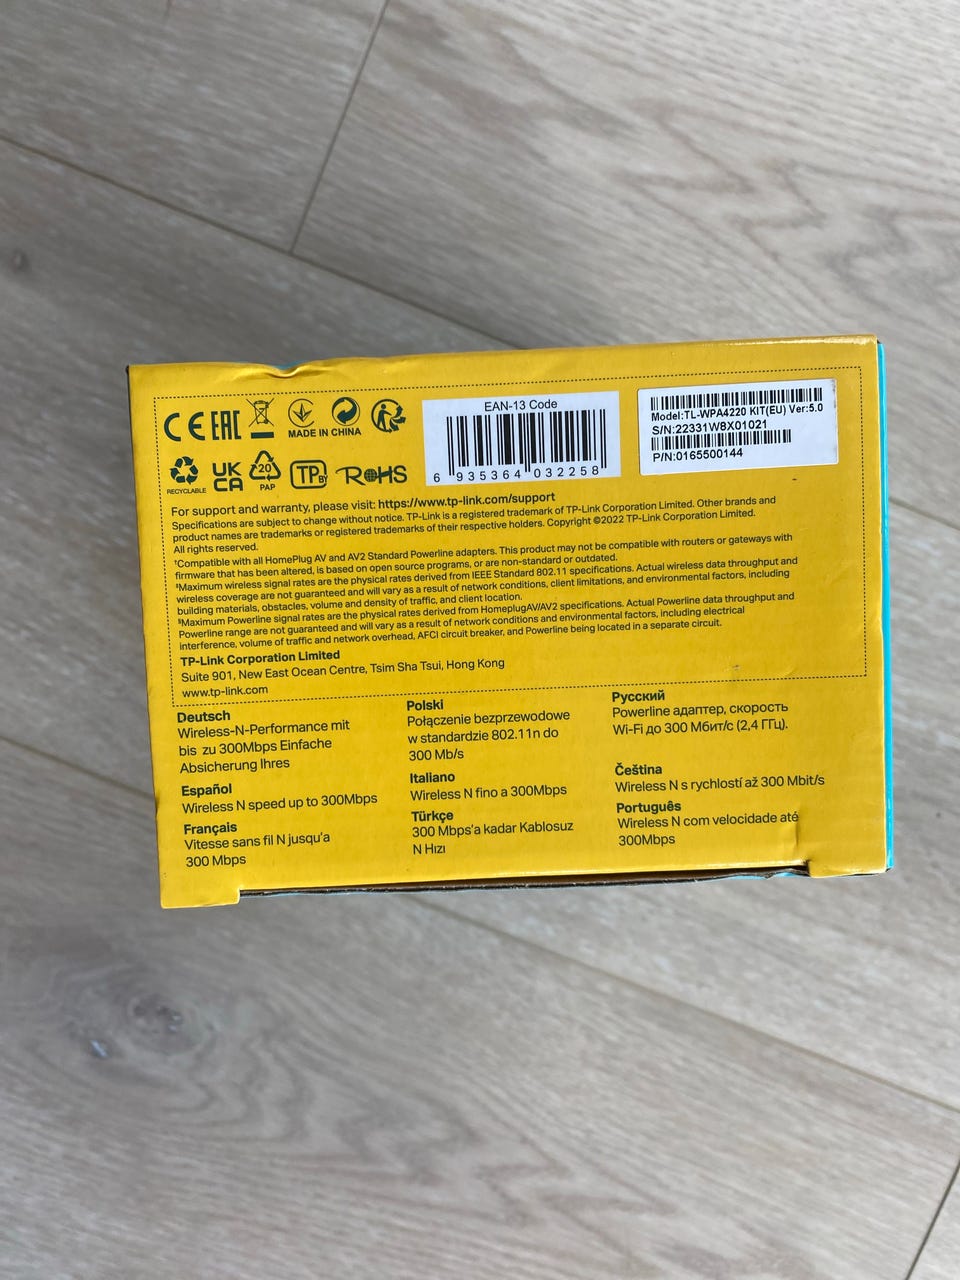 CE EAC
MADE IN CHINA
RECYCLABLE
UK
CA
20
PAP
TP
By
RoHS
EAN-13 Code
6 935364 032258
Model:TL-WPA4220 KIT(EU) Ver:5.0
S/N:22331W8X01021
P/N:0165500144
For support and warranty, please visit: https://www.tp-link.com/support
Specifications are subject to change without notice. TP-Link is a registered trademark of TP-Link Corporation Limited. Other brands and
product names are trademarks or registered trademarks of their respective holders. Copyright ©2022 TP-Link Corporation Limited.
All rights reserved.
†Compatible with all HomePlug AV and AV2 Standard Powerline adapters. This product may not be compatible with routers or gateways with
firmware that has been altered, is based on open source programs, or are non-standard or outdated.
‡Maximum wireless signal rates are the physical rates derived from IEEE Standard 802.11 specifications. Actual wireless data throughput and
wireless coverage are not guaranteed and will vary as a result of network conditions, client limitations, and environmental factors, including
building materials, obstacles, volume and density of traffic, and client location.
§Maximum Powerline signal rates are the physical rates derived from HomeplugAV/AV2 specifications. Actual Powerline data throughput and
Powerline range are not guaranteed and will vary as a result of network conditions and environmental factors, including electrical
interference, volume of traffic and network overhead, AFCI circuit breaker, and Powerline being located in a separate circuit.
TP-Link Corporation Limited
Suite 901, New East Ocean Centre, Tsim Sha Tsui, Hong Kong
www.tp-link.com
Deutsch
Wireless-N-Performance mit
bis zu 300Mbps Einfache
Absicherung Ihres
Español
Wireless N speed up to 300Mbps
Français
Vitesse sans fil N jusqu'a
300 Mbps
Polski
Połączenie bezprzewodowe
w standardzie 802.11n do
300 Mb/s
Italiano
Wireless N fino a 300Mbps
Türkçe
300 Mbps'a kadar Kablosuz
N Hızı
Русский
Powerline адаптер, скорость
Wi-Fi до 300 Мбит/с (2,4 ГГц).
Čeština
Wireless N s rychlostí až 300 Mbit/s
Português
Wireless N com velocidade até
300Mbps